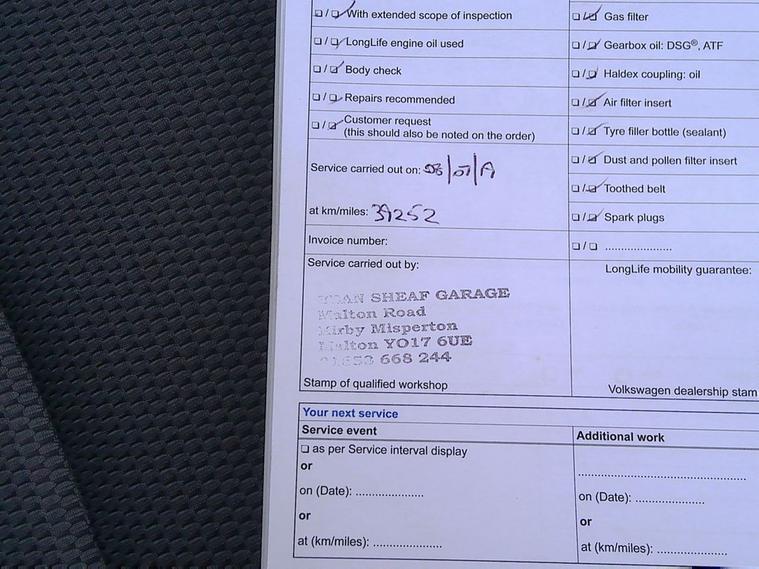 With extended scope of inspection
LongLife engine oil used
Body check
Repairs recommended
Customer request
(this should also be noted on the order)
Service carried out on:
at km/miles: 39252
Invoice number:
Service carried out by:
SHEAF GARAGE
Malton Road
Kirby Misperton
Malton YO17 6UE
668 244
Stamp of qualified workshop
Gas filter
Gearbox oil: DSG®, ATF
Haldex coupling: oil
Air filter insert
Tyre filler bottle (sealant)
Dust and pollen filter insert
Toothed belt
Spark plugs
LongLife mobility guarantee:
Volkswagen dealership stam
Your next service
Service event
as per Service interval display
or
on (Date): ......................
or
at (km/miles): ......................
Additional work
......................................................
on (Date): ......................
or
at (km/miles): ......................